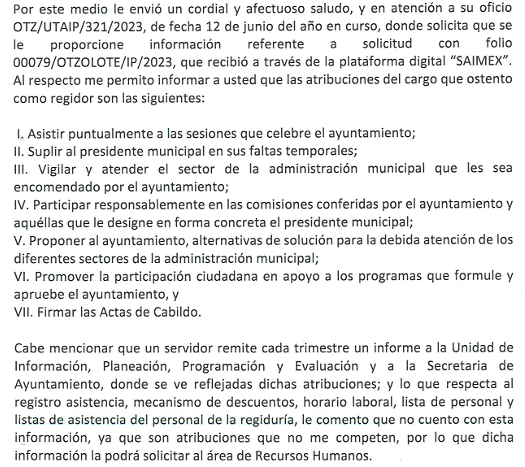 Por este medio le envió un cordial y afectuoso saludo, y en atención a su oficio
OTZ/UTAIP/321/2023, de fecha 12 de junio del año en curso, donde solicita que se
le proporcione información referente a solicitud con folio
00079/OTZOLOTE/IP/2023, que recibió a través de la plataforma digital “SAIMEX”.
Al respecto me permito informar a usted que las atribuciones del cargo que ostento
como regidor son las siguientes:
I. Asistir puntualmente a las sesiones que celebre el ayuntamiento;
II. Suplir al presidente municipal en sus faltas temporales;
III. Vigilar y atender el sector de la administración municipal que les sea
encomendado por el ayuntamiento;
IV. Participar responsablemente en las comisiones conferidas por el ayuntamiento y
aquéllas que le designe en forma concreta el presidente municipal;
V. Proponer al ayuntamiento, alternativas de solución para la debida atención de los
diferentes sectores de la administración municipal;
VI. Promover la participación ciudadana en apoyo a los programas que formule y
apruebe el ayuntamiento, y
VII. Firmar las Actas de Cabildo.
Cabe mencionar que un servidor remite cada trimestre un informe a la Unidad de
Información, Planeación, Programación y Evaluación y a la Secretaria de
Ayuntamiento, donde se ve reflejadas dichas atribuciones; y lo que respecta al
registro asistencia, mecanismo de descuentos, horario laboral, lista de personal y
listas de asistencia del personal de la regiduría, le comento que no cuento con esta
información, ya que son atribuciones que no me competen, por lo que dicha
información la podrá solicitar al área de Recursos Humanos.